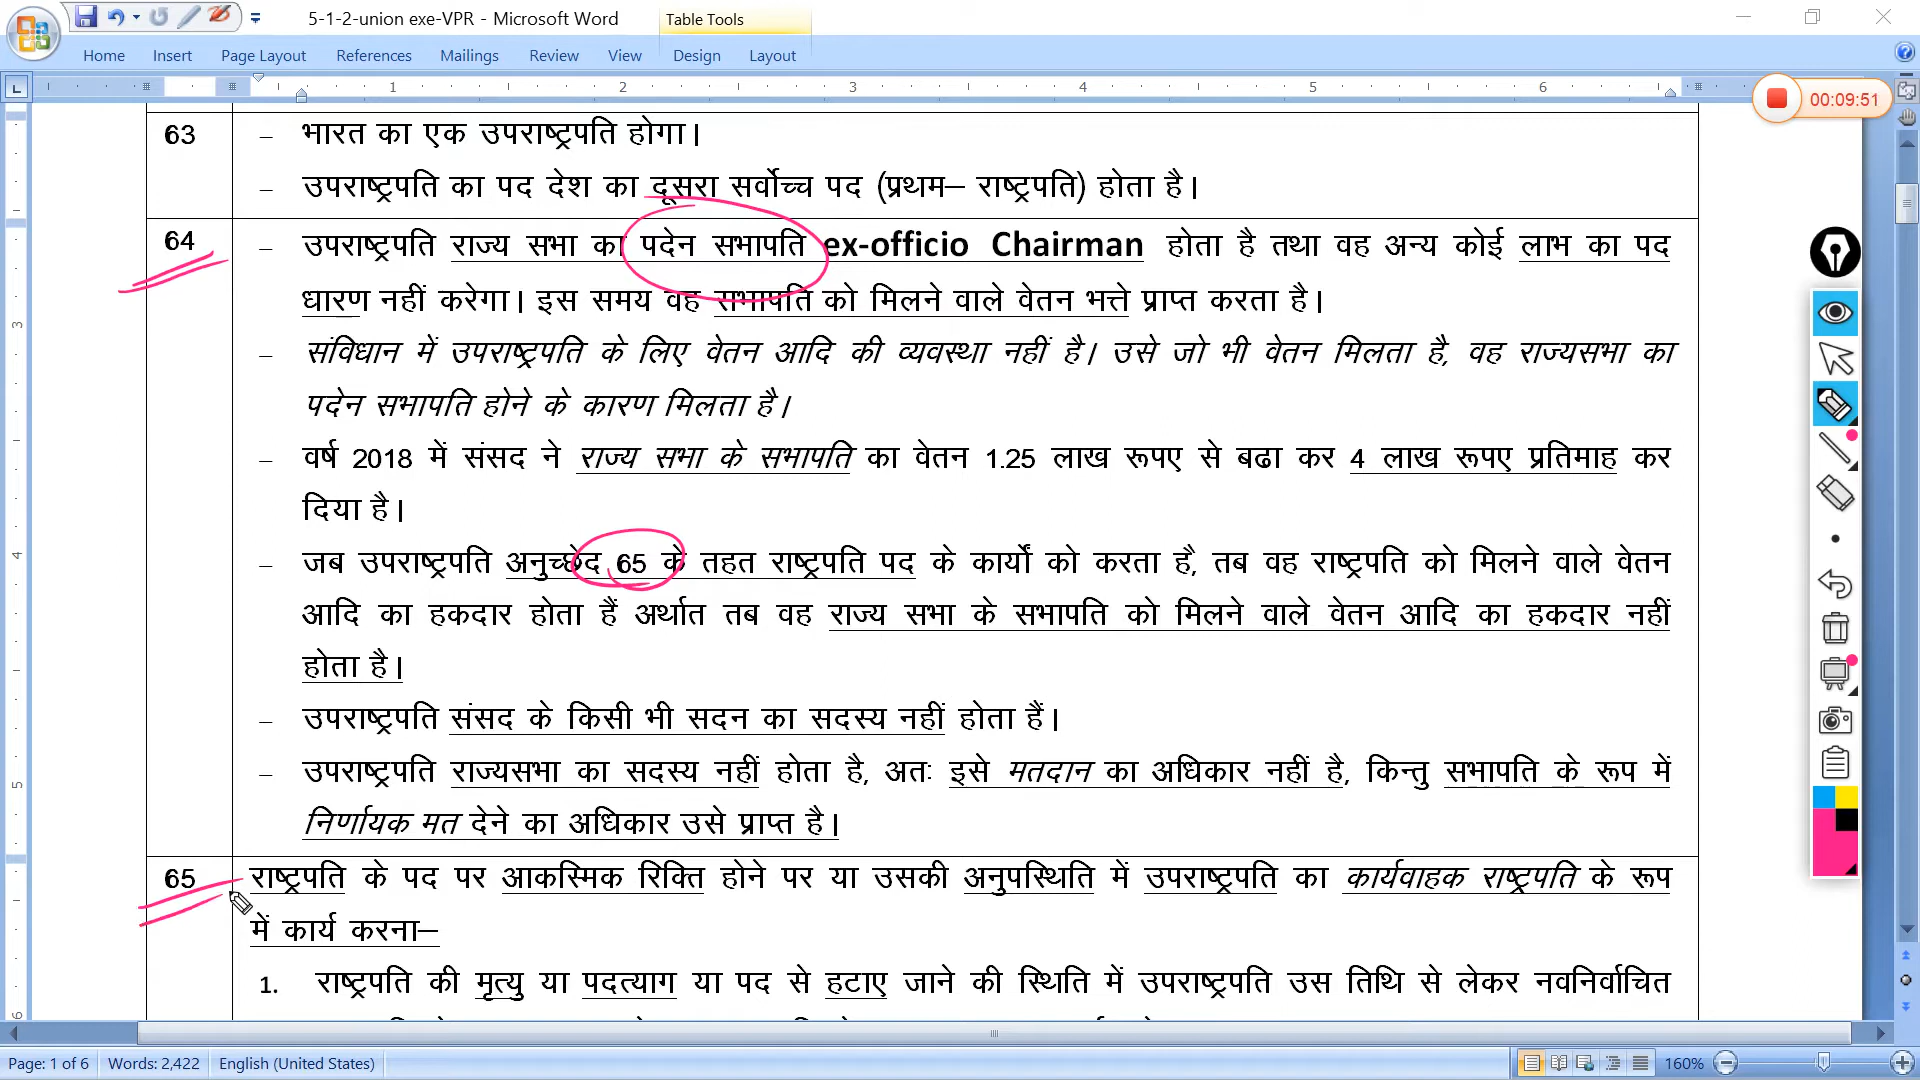 5-1-2-union exe-VPR - Microsoft Word
Table Tools
Home Insert Page Layout References Mailings Review View Design Layout
1 2 3 4 5 6
00:09:51
63
– भारत का एक उपराष्ट्रपति होगा।
– उपराष्ट्रपति का पद देश का दूसरा सर्वोच्च पद (प्रथम– राष्ट्रपति) होता है।
64
– उपराष्ट्रपति राज्य सभा का पदेन सभापति ex-officio Chairman होता है तथा वह अन्य कोई लाभ का पद
धारण नहीं करेगा। इस समय वह सभापति को मिलने वाले वेतन भत्ते प्राप्त करता है।
– संविधान में उपराष्ट्रपति के लिए वेतन आदि की व्यवस्था नहीं है। उसे जो भी वेतन मिलता है, वह राज्यसभा का
पदेन सभापति होने के कारण मिलता है।
– वर्ष 2018 में संसद ने राज्य सभा के सभापति का वेतन 1.25 लाख रूपए से बढा कर 4 लाख रूपए प्रतिमाह कर
दिया है।
– जब उपराष्ट्रपति अनुच्छेद 65 के तहत राष्ट्रपति पद के कार्यों को करता है, तब वह राष्ट्रपति को मिलने वाले वेतन
आदि का हकदार होता हैं अर्थात तब वह राज्य सभा के सभापति को मिलने वाले वेतन आदि का हकदार नहीं
होता है।
– उपराष्ट्रपति संसद के किसी भी सदन का सदस्य नहीं होता हैं।
– उपराष्ट्रपति राज्यसभा का सदस्य नहीं होता है, अतः इसे मतदान का अधिकार नहीं है, किन्तु सभापति के रूप में
निर्णायक मत देने का अधिकार उसे प्राप्त है।
65
राष्ट्रपति के पद पर आकस्मिक रिक्ति होने पर या उसकी अनुपस्थिति में उपराष्ट्रपति का कार्यवाहक राष्ट्रपति के रूप
में कार्य करना–
1. राष्ट्रपति की मृत्यु या पदत्याग या पद से हटाए जाने की स्थिति में उपराष्ट्रपति उस तिथि से लेकर नवनिर्वाचित
Page: 1 of 6 Words: 2,422 English (United States) 160%